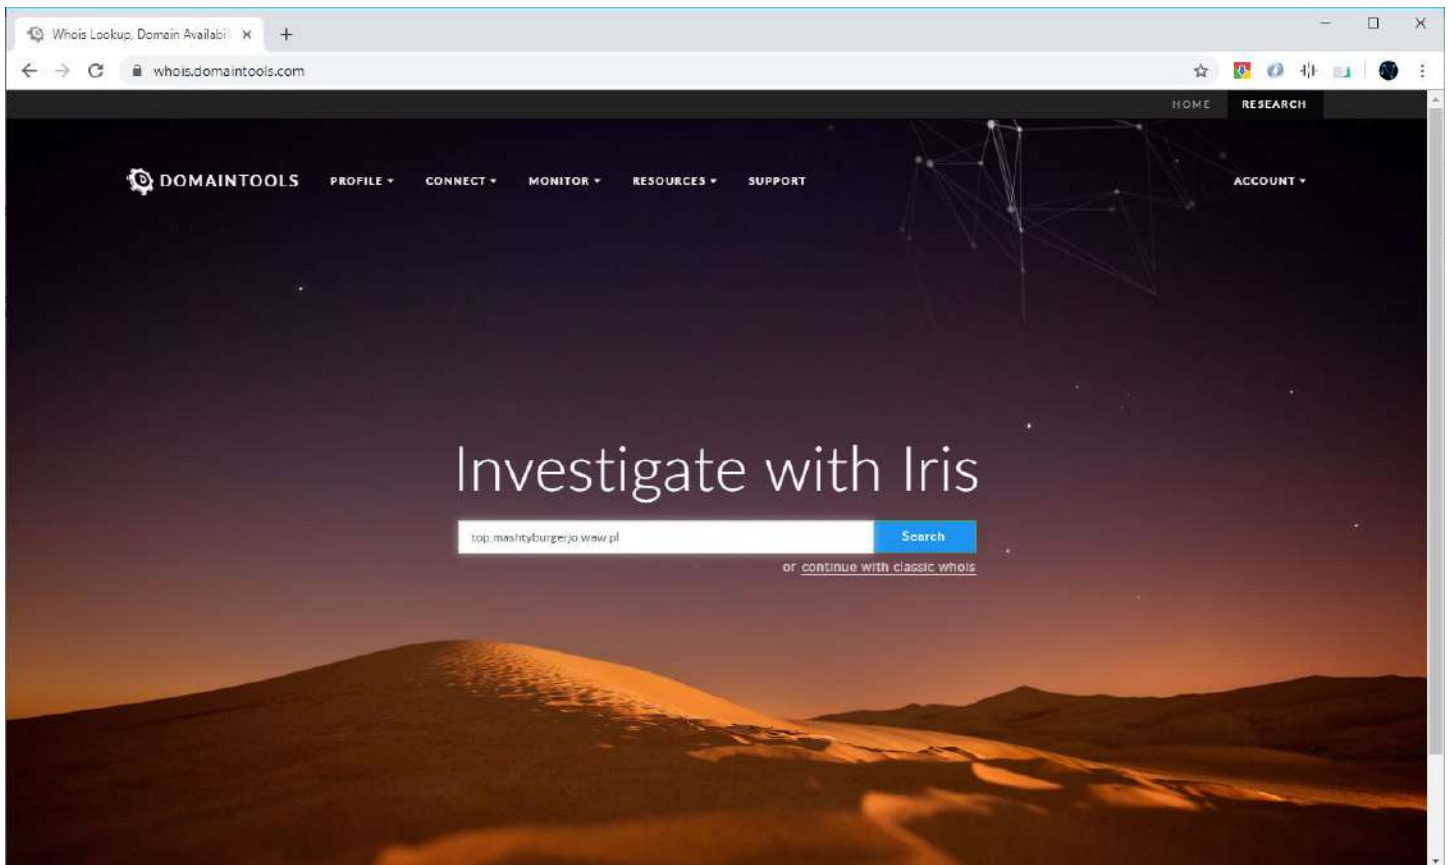 Whois Lookup, Domain Availabil
whois.domaintools.com
HOME RESEARCH
DOMAINTOOLS PROFILE CONNECT MONITOR RESOURCES SUPPORT ACCOUNT
Investigate with Iris
top.mashtyburgerjo.waw.pl Search
or continue with classic whois